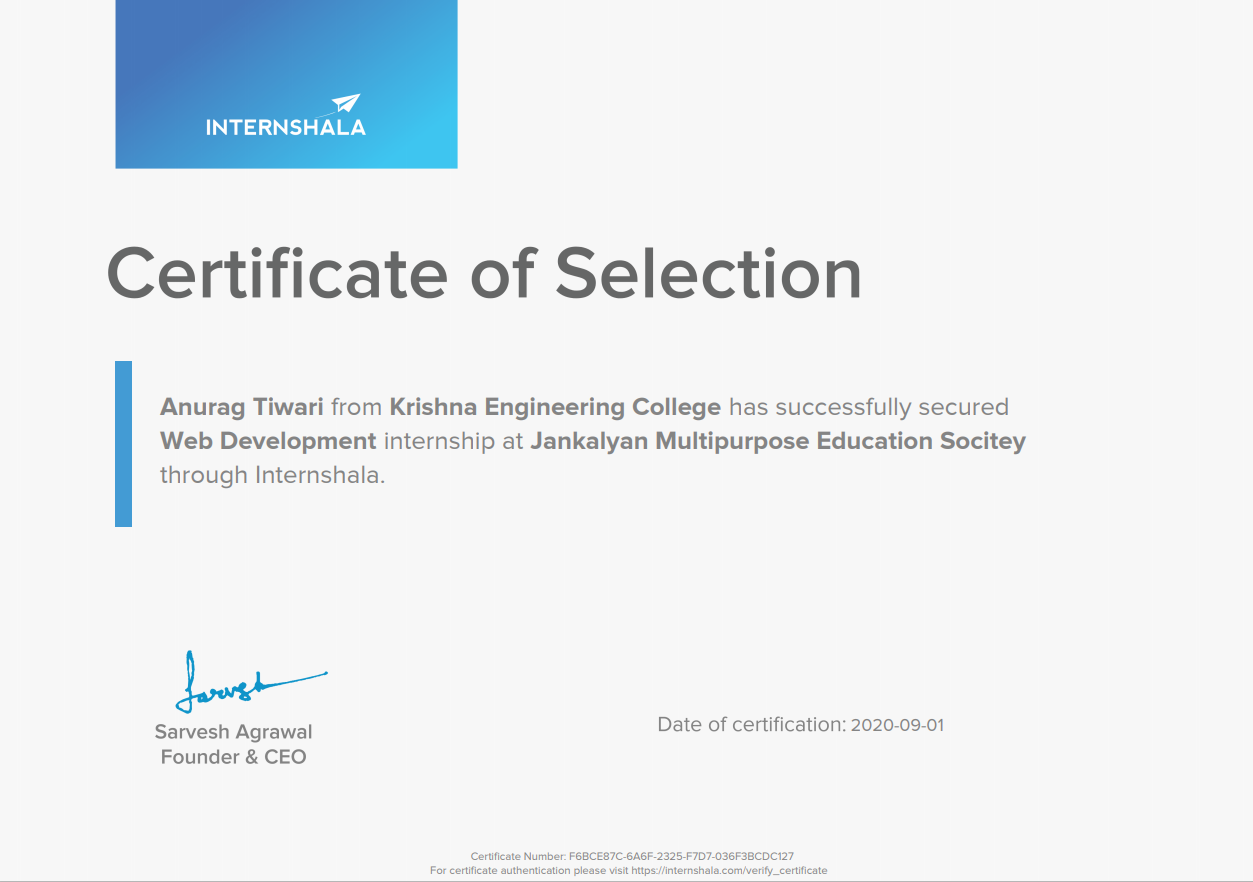 INTERNSHALA
Certificate of Selection
Anurag Tiwari from Krishna Engineering College has successfully secured
Web Development internship at Jankalyan Multipurpose Education Socitey
through Internshala.
Sarvesh
Sarvesh Agrawal
Founder & CEO
Date of certification: 2020-09-01
Certificate Number: F6BCE87C-6A6F-2325-F7D7-036F3BCDC127
For certificate authentication please visit https://internshala.com/verify_certificate